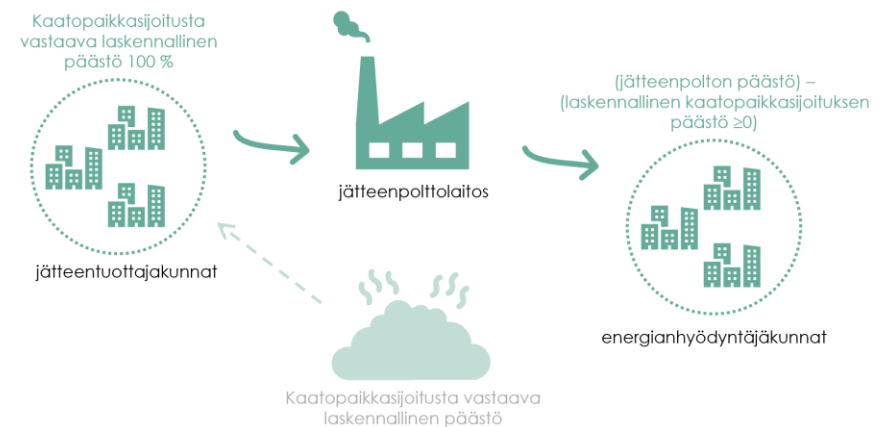 Kaatopaikkasijoitusta
vastaava laskennallinen
päästö 100 %
jätteentuottajakunnat
jätteenpolttolaitos
(jätteenpolton päästö) –
(laskennallinen kaatopaikkasijoituksen
päästö ≥0)
energianhyödyntäjäkunnat
Kaatopaikkasijoitusta vastaava
laskennallinen päästö